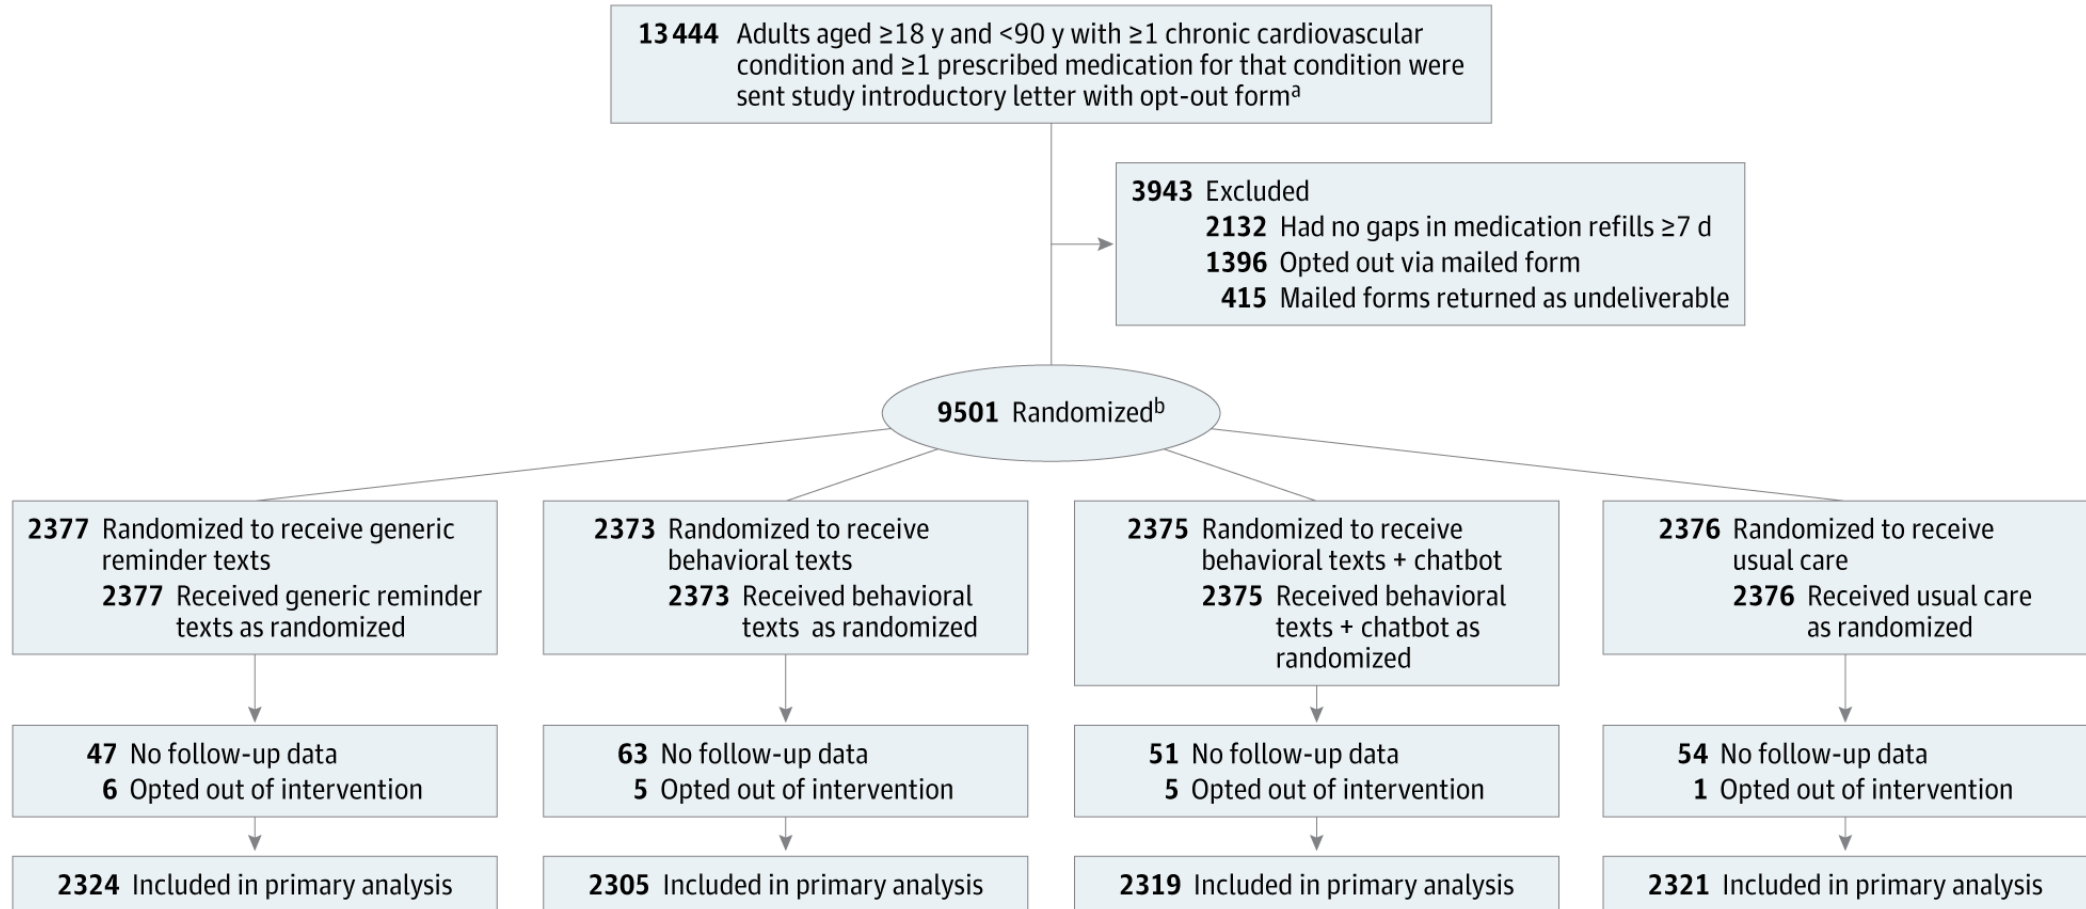 13 444 Adults aged ≥18 y and <90 y with ≥1 chronic cardiovascular
condition and ≥1 prescribed medication for that condition were
sent study introductory letter with opt-out formᵃ
3943 Excluded
2132 Had no gaps in medication refills ≥7 d
1396 Opted out via mailed form
415 Mailed forms returned as undeliverable
9501 Randomizedᵇ
2377 Randomized to receive generic
reminder texts
2377 Received generic reminder
texts as randomized
2373 Randomized to receive
behavioral texts
2373 Received behavioral
texts as randomized
2375 Randomized to receive
behavioral texts + chatbot
2375 Received behavioral
texts + chatbot as
randomized
2376 Randomized to receive
usual care
2376 Received usual care
as randomized
47 No follow-up data
6 Opted out of intervention
63 No follow-up data
5 Opted out of intervention
51 No follow-up data
5 Opted out of intervention
54 No follow-up data
1 Opted out of intervention
2324 Included in primary analysis
2305 Included in primary analysis
2319 Included in primary analysis
2321 Included in primary analysis